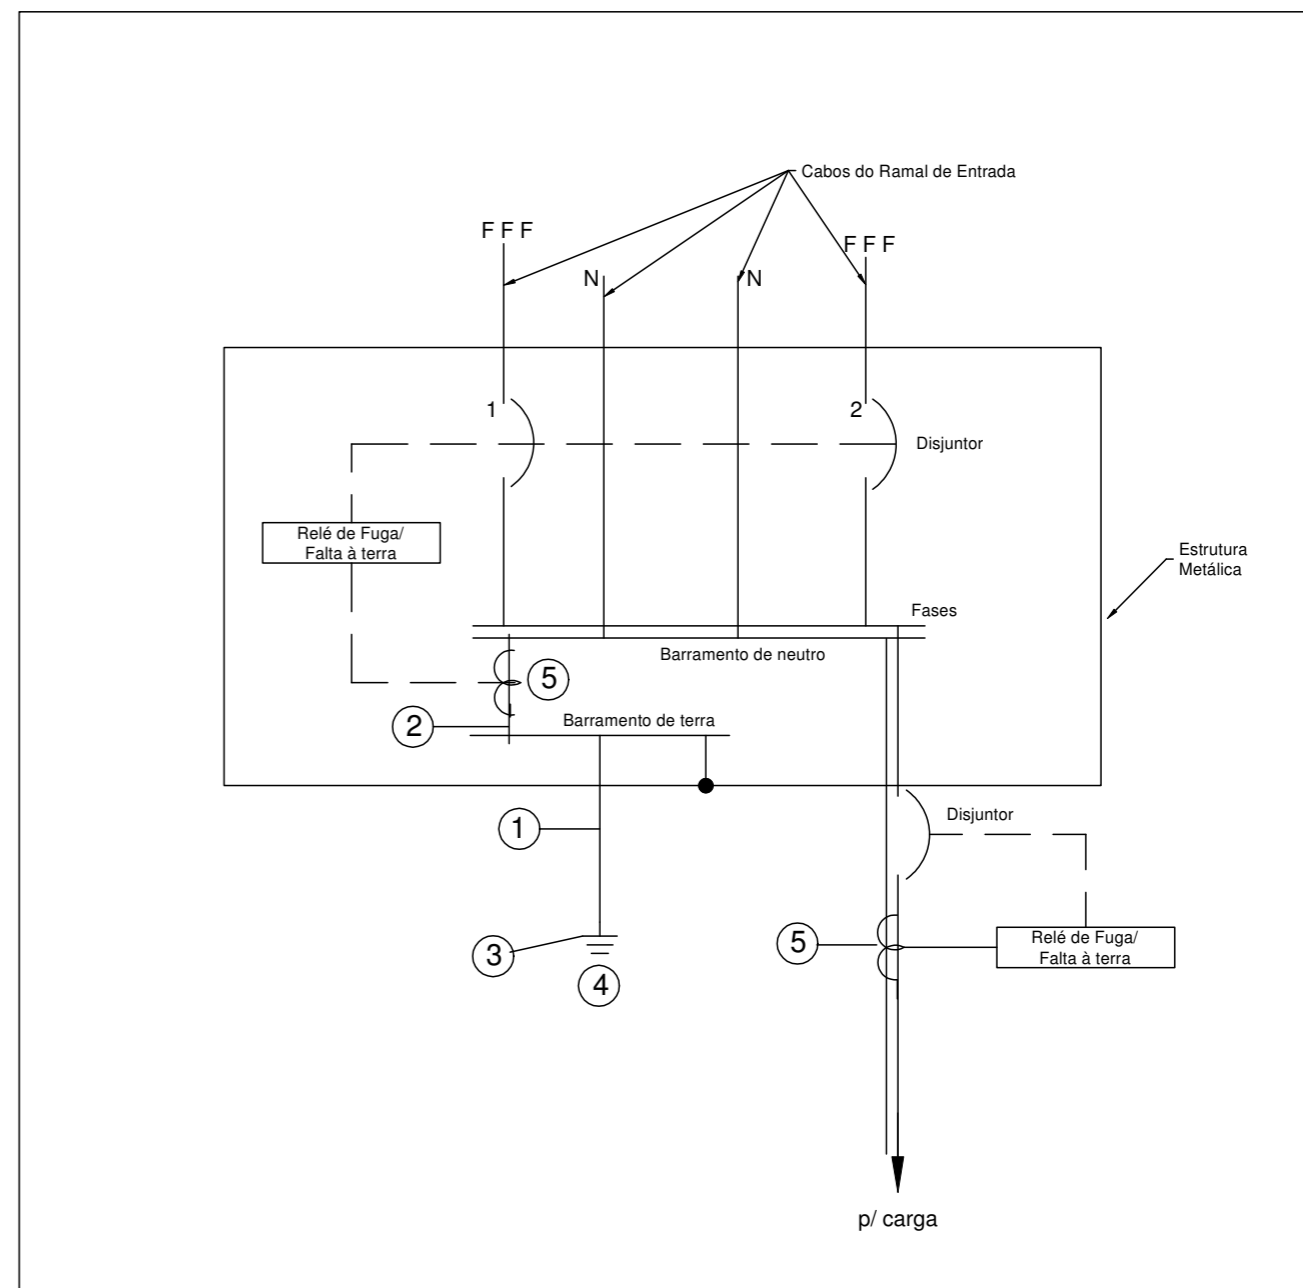 Cabos do Ramal de Entrada
F F F
F F F
N
N
1
2
Disjuntor
Relé de Fuga/
Falta à terra
Estrutura
Metálica
Fases
Barramento de neutro
5
Barramento de terra
2
Disjuntor
1
3
4
5
Relé de Fuga/
Falta à terra
p/ carga